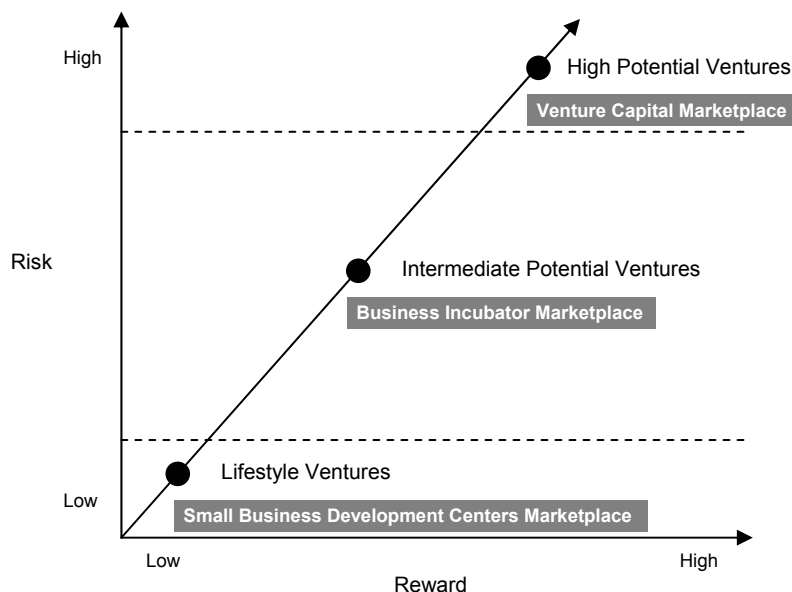 High
High Potential Ventures
Venture Capital Marketplace
Risk
Intermediate Potential Ventures
Business Incubator Marketplace
Lifestyle Ventures
Low
Small Business Development Centers Marketplace
Low
High
Reward